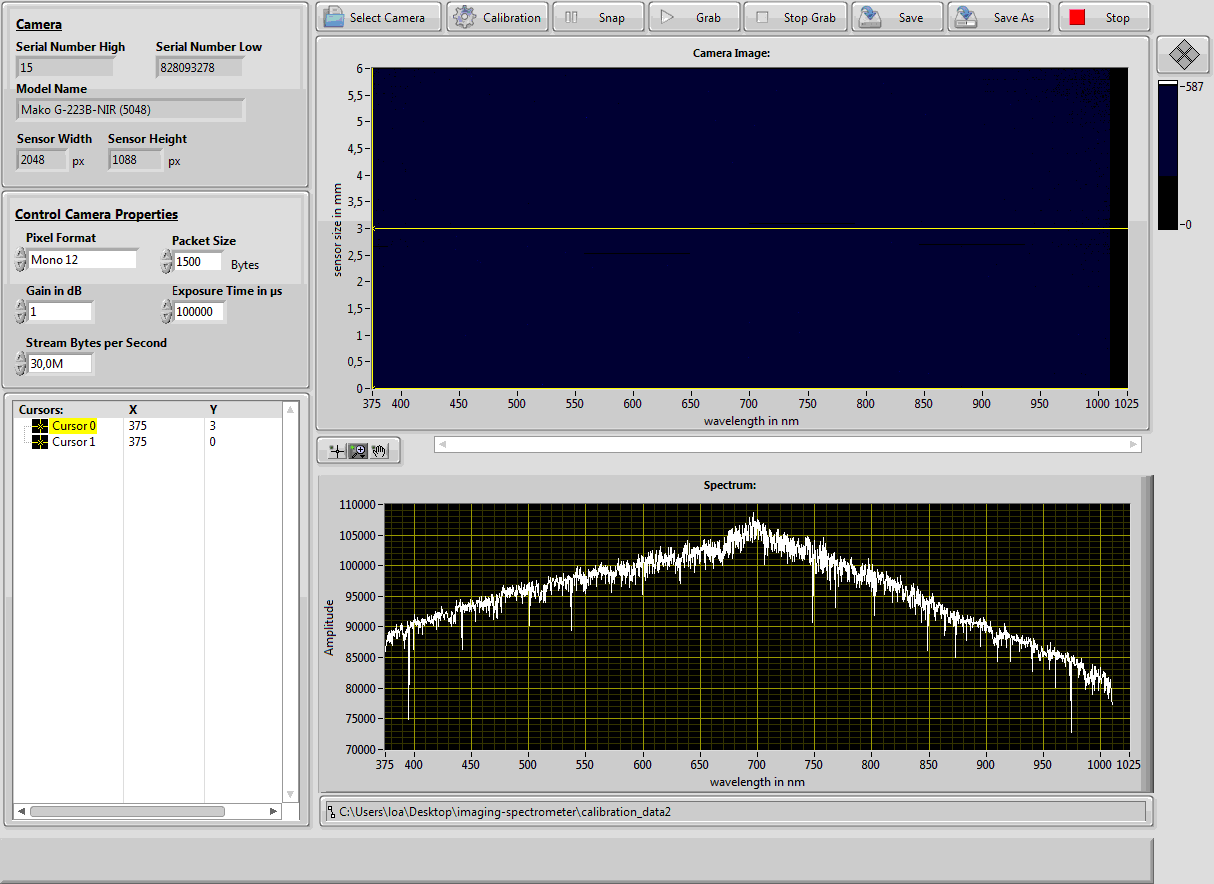 Select Camera Calibration Snap Grab Stop Grab Save Save As Stop
Camera
Serial Number High Serial Number Low
15 828093278
Model Name
Mako G-223B-NIR (5048)
Sensor Width Sensor Height
2048 px 1088 px
Control Camera Properties
Pixel Format Packet Size
Mono 12 1500 Bytes
Gain in dB Exposure Time in µs
1 100000
Stream Bytes per Second
30,0M
Cursors: X Y
Cursor 0 375 3
Cursor 1 375 0
Camera Image:
6
5,5
5
4,5
4
3,5
3
2,5
2
1,5
1
0,5
0
sensor size in mm
375 400 450 500 550 600 650 700 750 800 850 900 950 1000 1025
wavelength in nm
587
0
Spectrum:
110000
105000
100000
95000
90000
85000
80000
75000
70000
Amplitude
375 400 450 500 550 600 650 700 750 800 850 900 950 1000 1025
wavelength in nm
C:\Users\loa\Desktop\imaging-spectrometer\calibration_data2